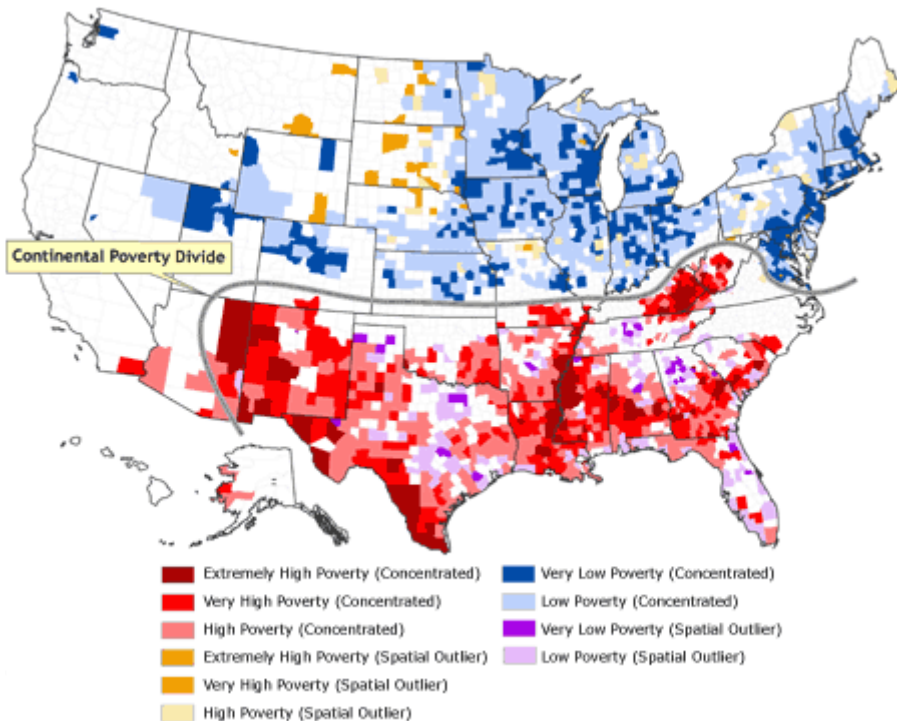 Continental Poverty Divide
Extremely High Poverty (Concentrated)
Very High Poverty (Concentrated)
High Poverty (Concentrated)
Extremely High Poverty (Spatial Outlier)
Very High Poverty (Spatial Outlier)
High Poverty (Spatial Outlier)
Very Low Poverty (Concentrated)
Low Poverty (Concentrated)
Very Low Poverty (Spatial Outlier)
Low Poverty (Spatial Outlier)